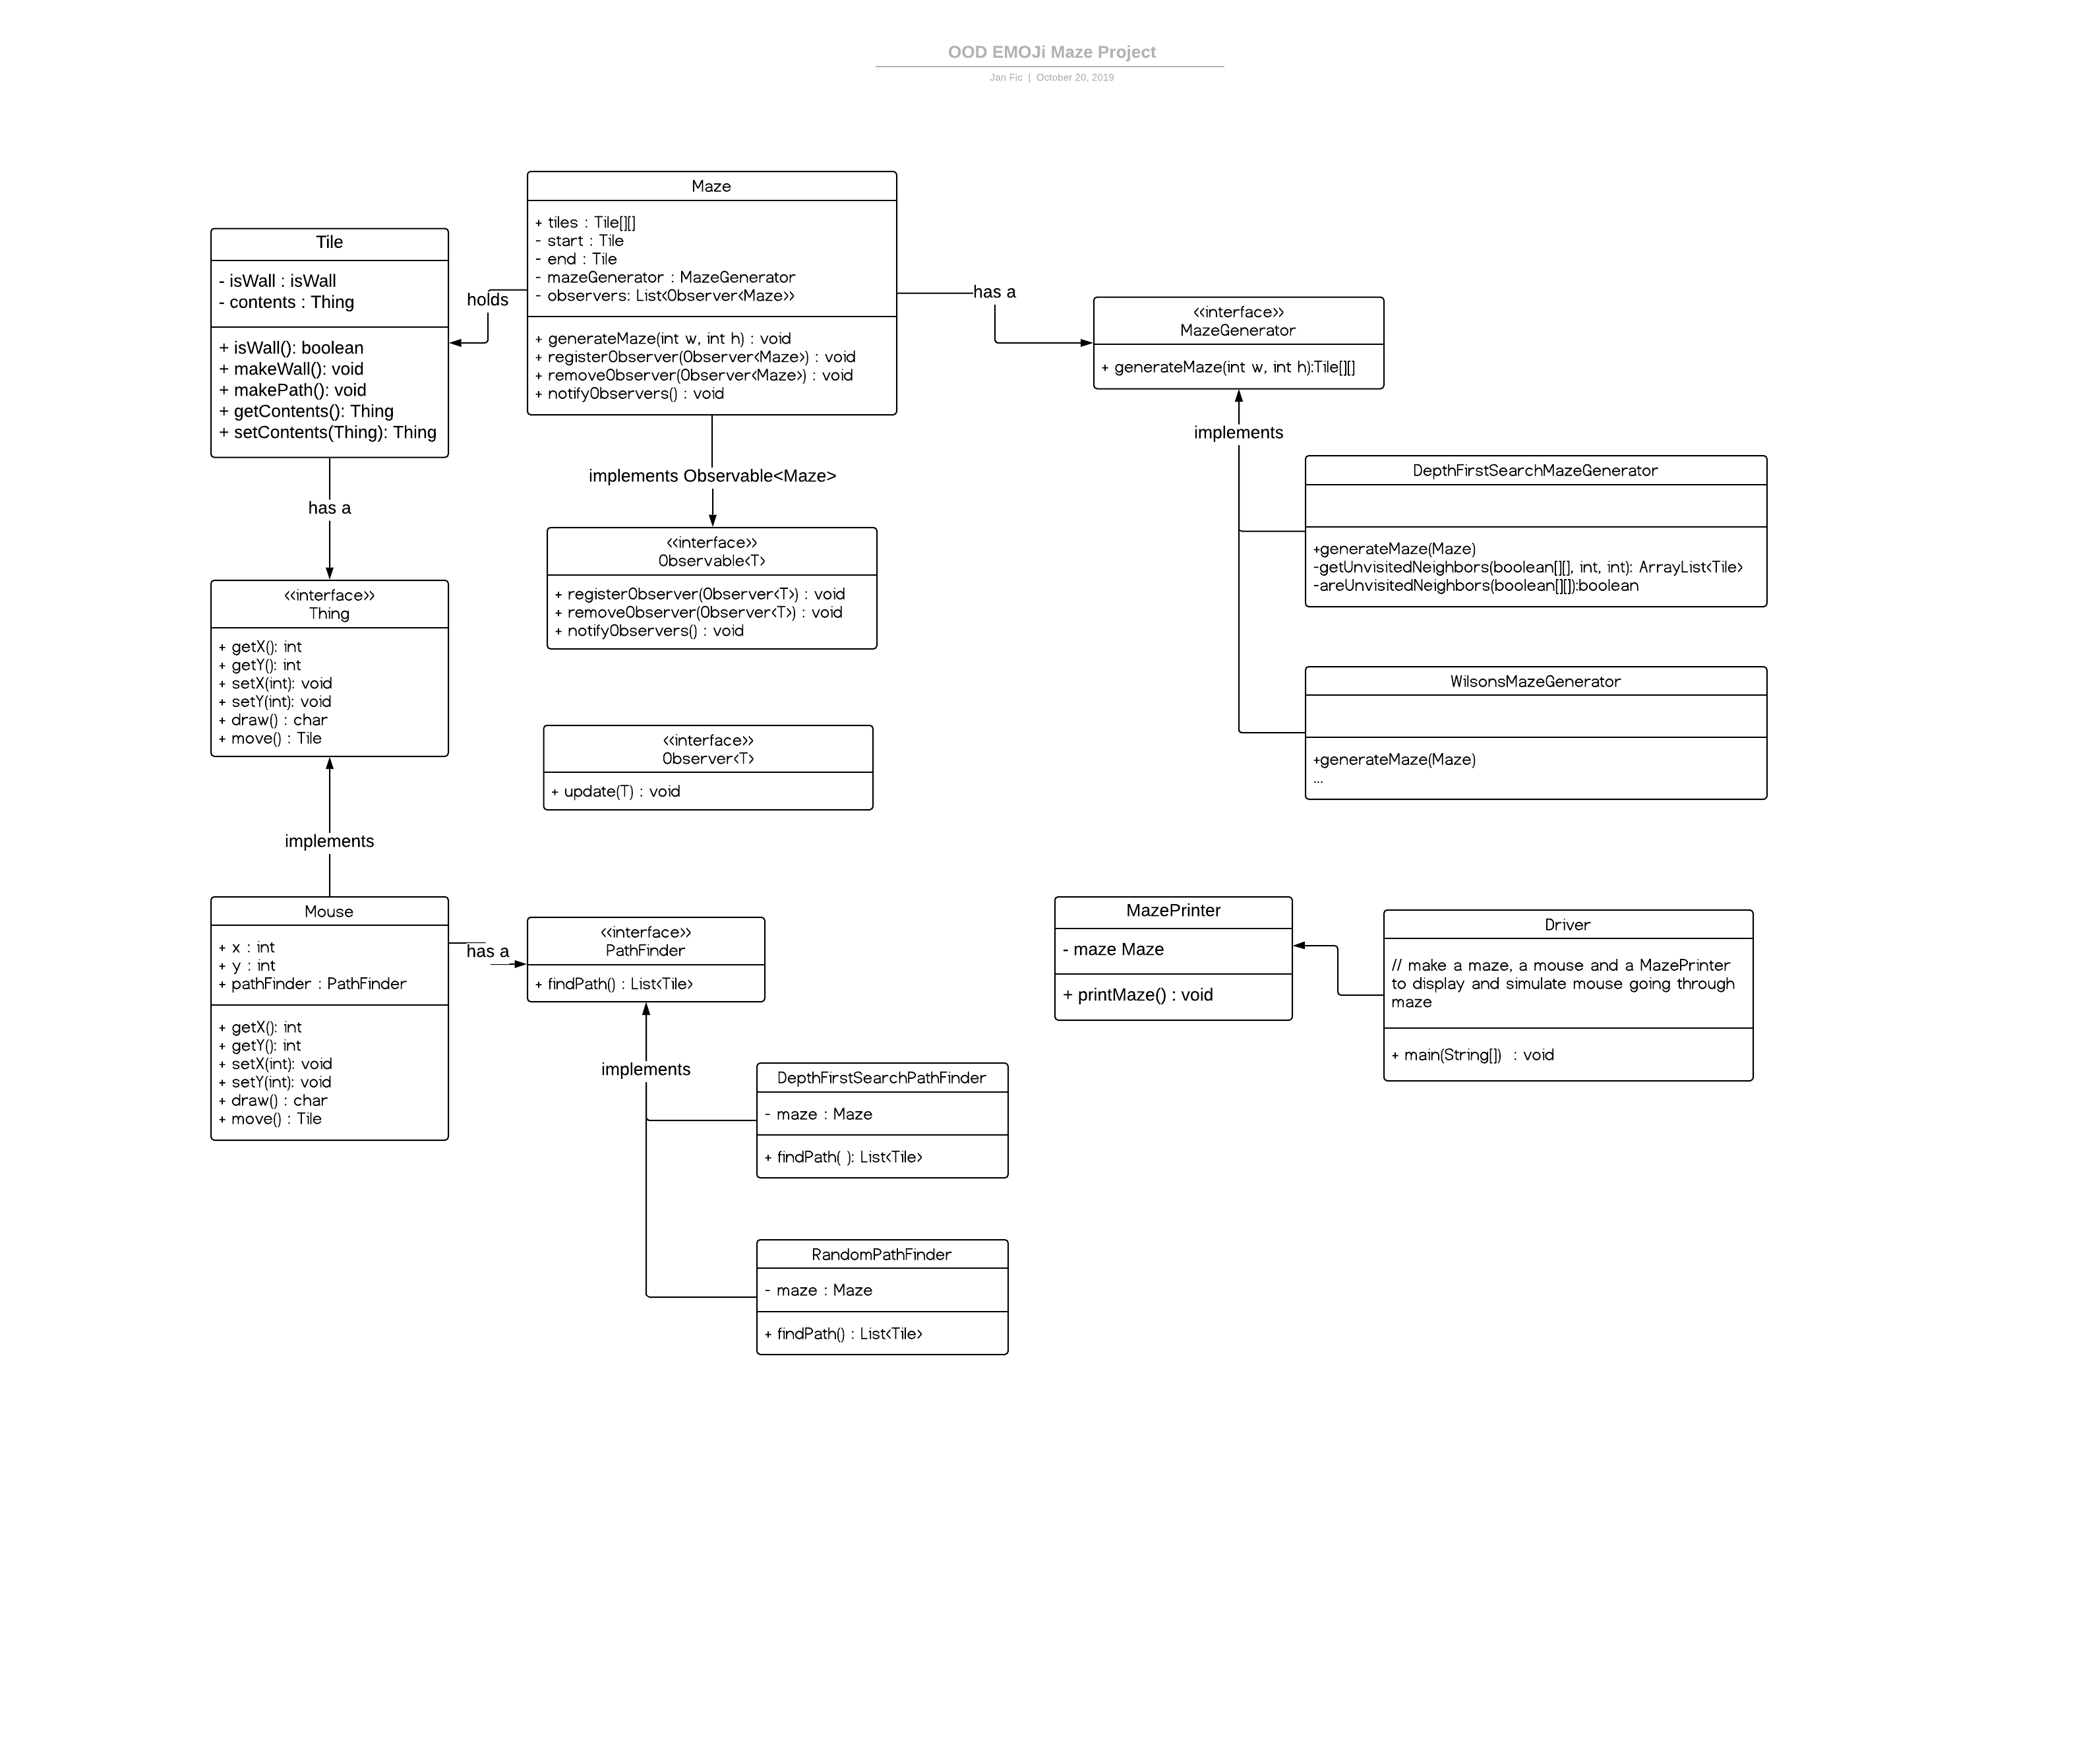 OOD EMOJi Maze Project
Jan Fic | October 20, 2019
Maze
+ tiles : Tile[][]
- start : Tile
- end : Tile
- mazeGenerator : MazeGenerator
- observers: List<Observer<Maze>>
+ generateMaze(int w, int h) : void
+ registerObserver(Observer<Maze>) : void
+ removeObserver(Observer<Maze>) : void
+ notifyObservers() : void
Tile
- isWall : isWall
- contents : Thing
+ isWall(): boolean
+ makeWall(): void
+ makePath(): void
+ getContents(): Thing
+ setContents(Thing): Thing
holds
has a
<<interface>>
MazeGenerator
+ generateMaze(int w, int h):Tile[][]
implements
DepthFirstSearchMazeGenerator
+generateMaze(Maze)
-getUnvisitedNeighbors(boolean[][], int, int): ArrayList<Tile>
-areUnvisitedNeighbors(boolean[][]):boolean
WilsonsMazeGenerator
+generateMaze(Maze)
...
implements Observable<Maze>
<<interface>>
Observable<T>
+ registerObserver(Observer<T>) : void
+ removeObserver(Observer<T>) : void
+ notifyObservers() : void
<<interface>>
Observer<T>
+ update(T) : void
has a
<<interface>>
Thing
+ getX(): int
+ getY(): int
+ setX(int): void
+ setY(int): void
+ draw() : char
+ move() : Tile
implements
Mouse
+ x : int
+ y : int
+ pathFinder : PathFinder
+ getX(): int
+ getY(): int
+ setX(int): void
+ setY(int): void
+ draw() : char
+ move() : Tile
has a
<<interface>>
PathFinder
+ findPath() : List<Tile>
implements
DepthFirstSearchPathFinder
- maze : Maze
+ findPath( ): List<Tile>
RandomPathFinder
- maze : Maze
+ findPath() : List<Tile>
MazePrinter
- maze Maze
+ printMaze() : void
Driver
// make a maze, a mouse and a MazePrinter
to display and simulate mouse going through
maze
+ main(String[]) : void